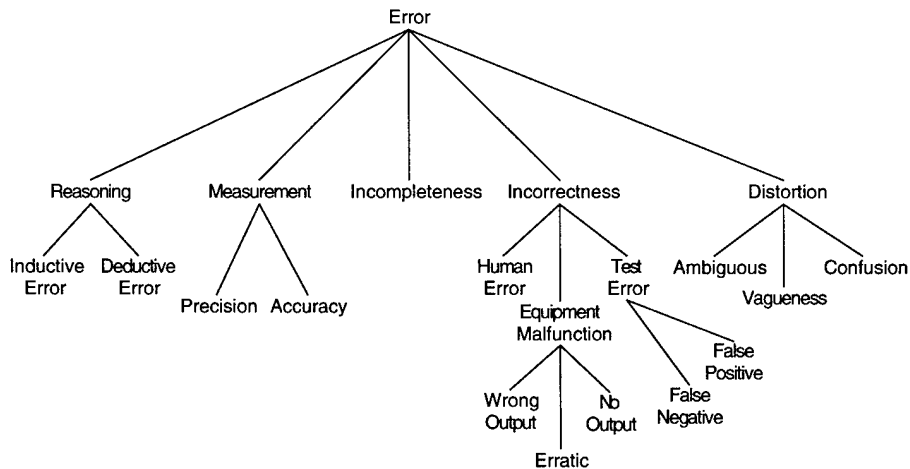 Error
Reasoning
Measurement
Incompleteness
Incorrectness
Distortion
Inductive
Error
Deductive
Error
Precision
Accuracy
Human
Error
Equipment
Malfunction
Test
Error
Ambiguous
Vagueness
Confusion
Wrong
Output
Erratic
No
Output
False
Negative
False
Positive